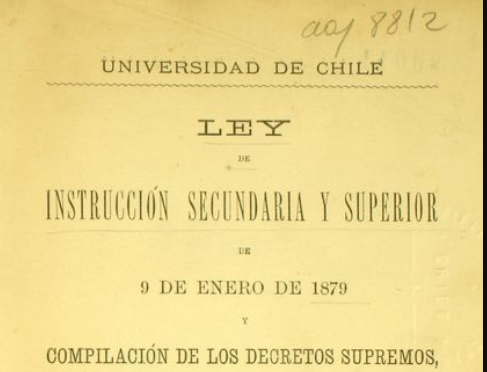 aaj 8812
UNIVERSIDAD DE CHILE
LEY
DE
INSTRUCCIÓN SECUNDARIA Y SUPERIOR
DE
9 DE ENERO DE 1879
Y
COMPILACIÓN DE LOS DECRETOS SUPREMOS,